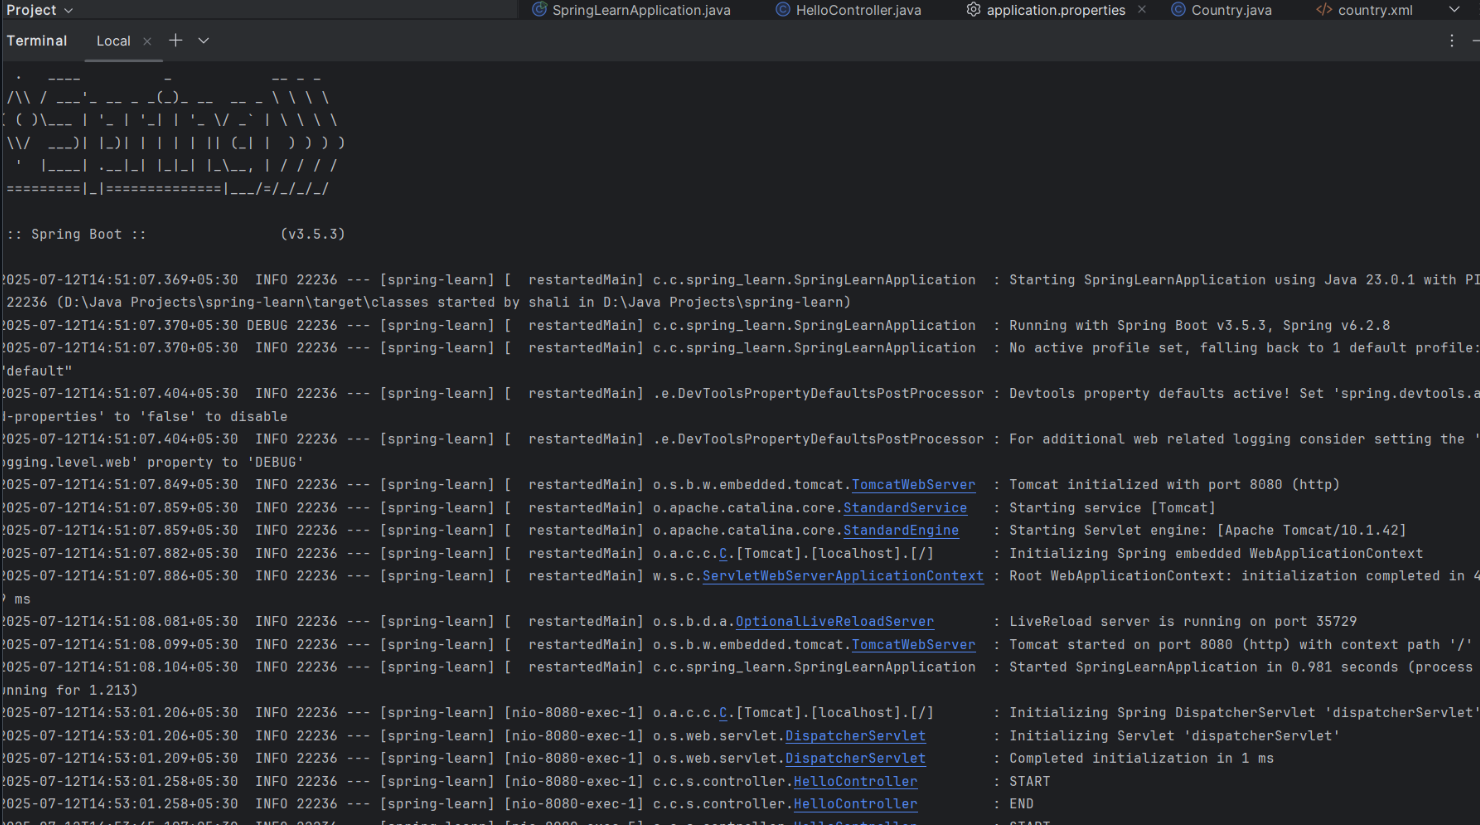 Project
SpringLearnApplication.java HelloController.java application.properties Country.java country.xml
Terminal Local
  .   ____          _            __ _ _
 /\\ / ___'_ __ _ _(_)_ __  __ _ \ \ \ \
( ( )\___ | '_ | '_| | '_ \/ _` | \ \ \ \
 \\/  ___)| |_)| | | | | || (_| |  ) ) ) )
  '  |____| .__|_| |_|_| |_\__, | / / / /
 =========|_|==============|___/=/_/_/_/
:: Spring Boot :: (v3.5.3)
2025-07-12T14:51:07.369+05:30  INFO 22236 --- [spring-learn] [  restartedMain] c.c.spring_learn.SpringLearnApplication  : Starting SpringLearnApplication using Java 23.0.1 with PI
22236 (D:\Java Projects\spring-learn\target\classes started by shali in D:\Java Projects\spring-learn)
2025-07-12T14:51:07.370+05:30 DEBUG 22236 --- [spring-learn] [  restartedMain] c.c.spring_learn.SpringLearnApplication  : Running with Spring Boot v3.5.3, Spring v6.2.8
2025-07-12T14:51:07.370+05:30  INFO 22236 --- [spring-learn] [  restartedMain] c.c.spring_learn.SpringLearnApplication  : No active profile set, falling back to 1 default profile:
"default"
2025-07-12T14:51:07.404+05:30  INFO 22236 --- [spring-learn] [  restartedMain] .e.DevToolsPropertyDefaultsPostProcessor : Devtools property defaults active! Set 'spring.devtools.a
d-properties' to 'false' to disable
2025-07-12T14:51:07.404+05:30  INFO 22236 --- [spring-learn] [  restartedMain] .e.DevToolsPropertyDefaultsPostProcessor : For additional web related logging consider setting the '
ogging.level.web' property to 'DEBUG'
2025-07-12T14:51:07.849+05:30  INFO 22236 --- [spring-learn] [  restartedMain] o.s.b.w.embedded.tomcat.TomcatWebServer  : Tomcat initialized with port 8080 (http)
2025-07-12T14:51:07.859+05:30  INFO 22236 --- [spring-learn] [  restartedMain] o.apache.catalina.core.StandardService   : Starting service [Tomcat]
2025-07-12T14:51:07.859+05:30  INFO 22236 --- [spring-learn] [  restartedMain] o.apache.catalina.core.StandardEngine    : Starting Servlet engine: [Apache Tomcat/10.1.42]
2025-07-12T14:51:07.882+05:30  INFO 22236 --- [spring-learn] [  restartedMain] o.a.c.c.C.[Tomcat].[localhost].[/]       : Initializing Spring embedded WebApplicationContext
2025-07-12T14:51:07.886+05:30  INFO 22236 --- [spring-learn] [  restartedMain] w.s.c.ServletWebServerApplicationContext : Root WebApplicationContext: initialization completed in 4
ms
2025-07-12T14:51:08.081+05:30  INFO 22236 --- [spring-learn] [  restartedMain] o.s.b.d.a.OptionalLiveReloadServer       : LiveReload server is running on port 35729
2025-07-12T14:51:08.099+05:30  INFO 22236 --- [spring-learn] [  restartedMain] o.s.b.w.embedded.tomcat.TomcatWebServer  : Tomcat started on port 8080 (http) with context path '/'
2025-07-12T14:51:08.104+05:30  INFO 22236 --- [spring-learn] [  restartedMain] c.c.spring_learn.SpringLearnApplication  : Started SpringLearnApplication in 0.981 seconds (process
unning for 1.213)
2025-07-12T14:53:01.206+05:30  INFO 22236 --- [spring-learn] [nio-8080-exec-1] o.a.c.c.C.[Tomcat].[localhost].[/]       : Initializing Spring DispatcherServlet 'dispatcherServlet'
2025-07-12T14:53:01.206+05:30  INFO 22236 --- [spring-learn] [nio-8080-exec-1] o.s.web.servlet.DispatcherServlet        : Initializing Servlet 'dispatcherServlet'
2025-07-12T14:53:01.209+05:30  INFO 22236 --- [spring-learn] [nio-8080-exec-1] o.s.web.servlet.DispatcherServlet        : Completed initialization in 1 ms
2025-07-12T14:53:01.258+05:30  INFO 22236 --- [spring-learn] [nio-8080-exec-1] c.c.s.controller.HelloController         : START
2025-07-12T14:53:01.258+05:30  INFO 22236 --- [spring-learn] [nio-8080-exec-1] c.c.s.controller.HelloController         : END